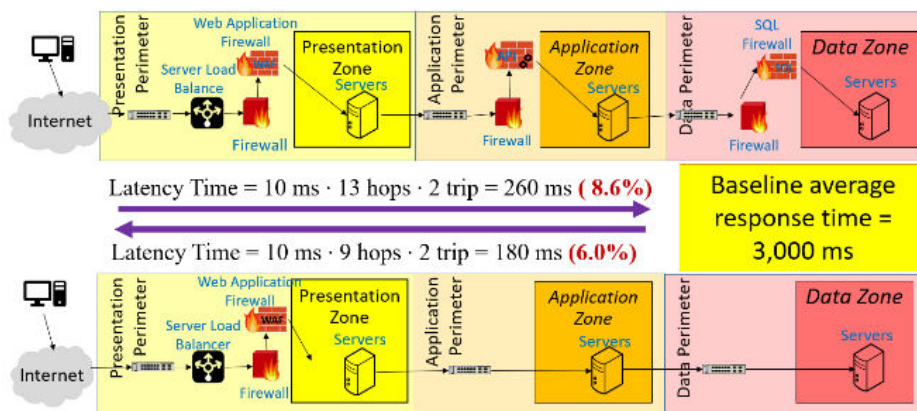 Internet
Presentation
Perimeter
Web Application
Firewall
Server Load
Balance
WAF
Firewall
Presentation
Zone
Servers
Application
Perimeter
API
Firewall
Application
Zone
Servers
Data Perimeter
SQL
Firewall
SQL
Firewall
Data Zone
Servers
Latency Time = 10 ms · 13 hops · 2 trip = 260 ms ( 8.6%)
Latency Time = 10 ms · 9 hops · 2 trip = 180 ms (6.0%)
Baseline average
response time =
3,000 ms
Internet
Presentation
Perimeter
Web Application
Firewall
Server Load
Balancer
WAF
Firewall
Presentation
Zone
Servers
Application
Perimeter
Application
Zone
Servers
Data Perimeter
Data Zone
Servers